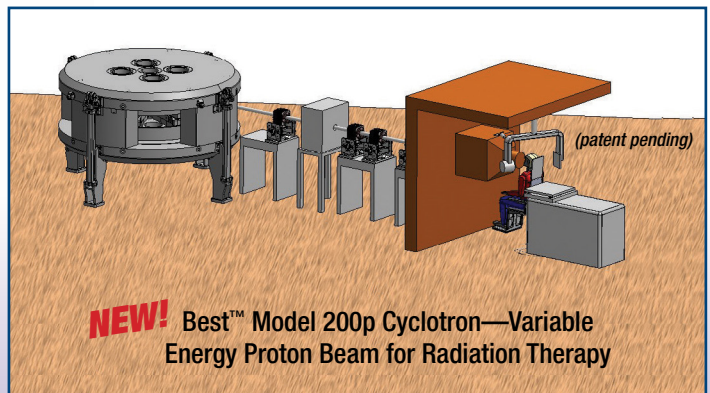 (patent pending)
NEW! Best™ Model 200p Cyclotron—Variable
Energy Proton Beam for Radiation Therapy